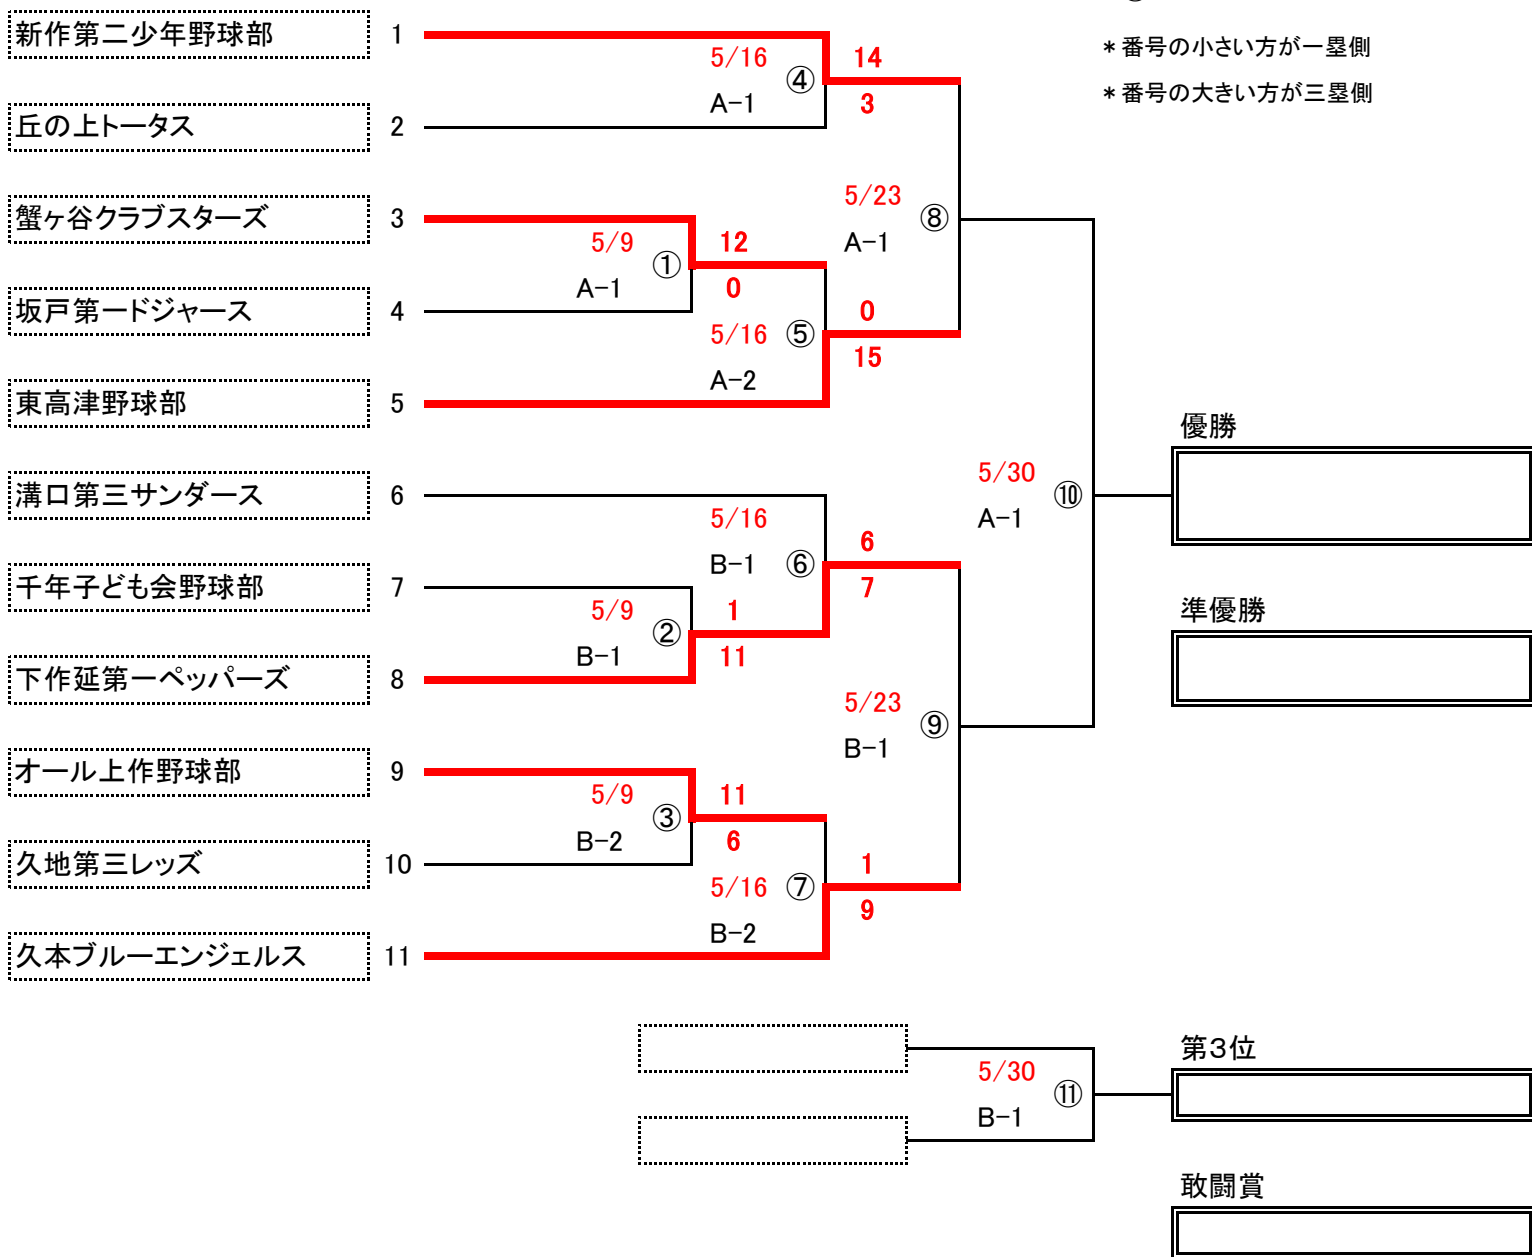 新作第二少年野球部 1
5/16 ④ 14
A-1 3
＊番号の小さい方が一塁側
＊番号の大きい方が三塁側
丘の上トータス 2
蟹ヶ谷クラブスターズ 3
5/9 ① 12
A-1 0
5/23 ⑧
A-1
坂戸第一ドジャース 4
5/16 ⑤ 0
A-2 15
東高津野球部 5
優勝
溝口第三サンダース 6
5/16 ⑥ 6
B-1 7
5/30 ⑩
A-1
千年子ども会野球部 7
5/9 ② 1
B-1 11
準優勝
下作延第一ペッパーズ 8
5/23 ⑨
B-1
オール上作野球部 9
5/9 ③ 11
B-2 6
久地第三レッズ 10
5/16 ⑦ 1
B-2 9
久本ブルーエンジェルス 11
5/30 ⑪
B-1
第3位
敢闘賞